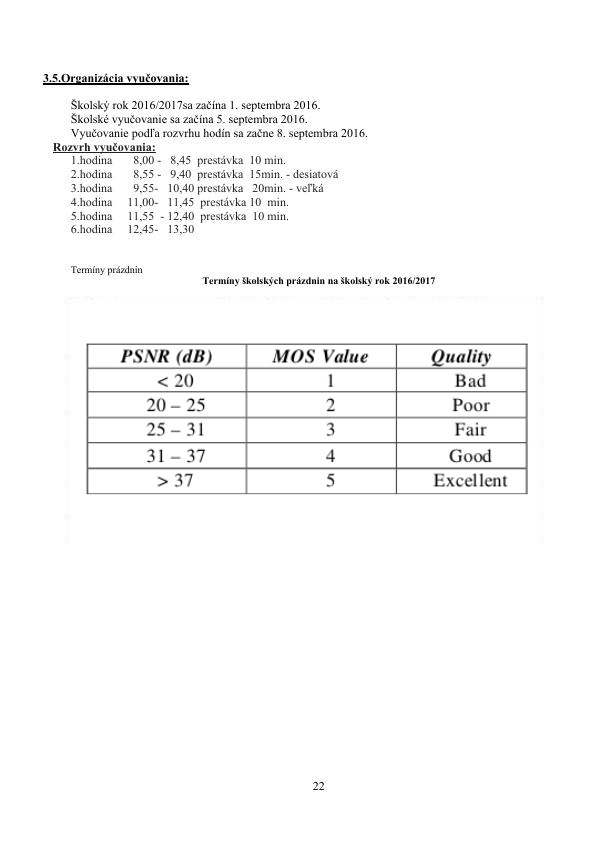 3.5.Organizácia vyučovania:
Školský rok 2016/2017sa začína 1. septembra 2016.
Školské vyučovanie sa začína 5. septembra 2016.
Vyučovanie podľa rozvrhu hodín sa začne 8. septembra 2016.
Rozvrh vyučovania:
1.hodina 8,00 - 8,45 prestávka 10 min.
2.hodina 8,55 - 9,40 prestávka 15min. - desiatová
3.hodina 9,55- 10,40 prestávka 20min. - veľká
4.hodina 11,00- 11,45 prestávka 10 min.
5.hodina 11,55 - 12,40 prestávka 10 min.
6.hodina 12,45- 13,30
Termíny prázdnin
Termíny školských prázdnin na školský rok 2016/2017
PSNR (dB) MOS Value Quality
< 20 1 Bad
20 – 25 2 Poor
25 – 31 3 Fair
31 – 37 4 Good
> 37 5 Excellent
22